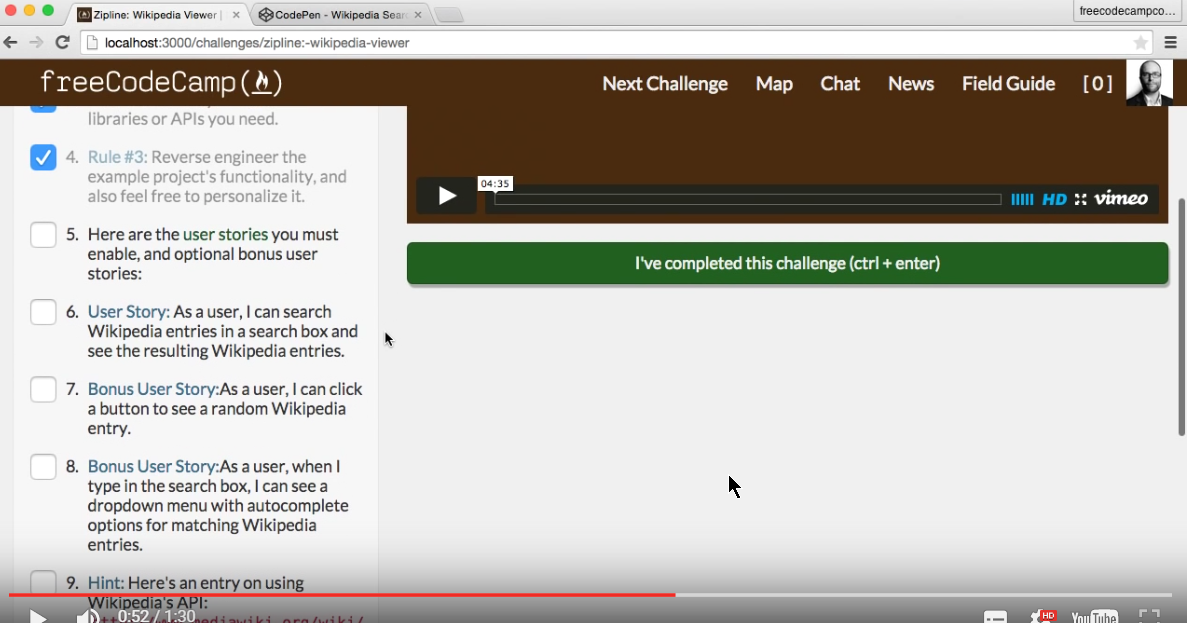 Zipline: Wikipedia Viewer |
CodePen - Wikipedia Sear
freecodecampco...
localhost:3000/challenges/zipline:-wikipedia-viewer
freeCodeCamp
Next Challenge
Map
Chat
News
Field Guide
[0]
libraries or APIs you need.
4. Rule #3: Reverse engineer the
example project's functionality, and
also feel free to personalize it.
5. Here are the user stories you must
enable, and optional bonus user
stories:
6. User Story: As a user, I can search
Wikipedia entries in a search box and
see the resulting Wikipedia entries.
7. Bonus User Story:As a user, I can click
a button to see a random Wikipedia
entry.
8. Bonus User Story:As a user, when I
type in the search box, I can see a
dropdown menu with autocomplete
options for matching Wikipedia
entries.
9. Hint: Here's an entry on using
Wikipedia's API:
04:35
HD
vimeo
I've completed this challenge (ctrl + enter)
0:52 / 1:30
HD
YouTube